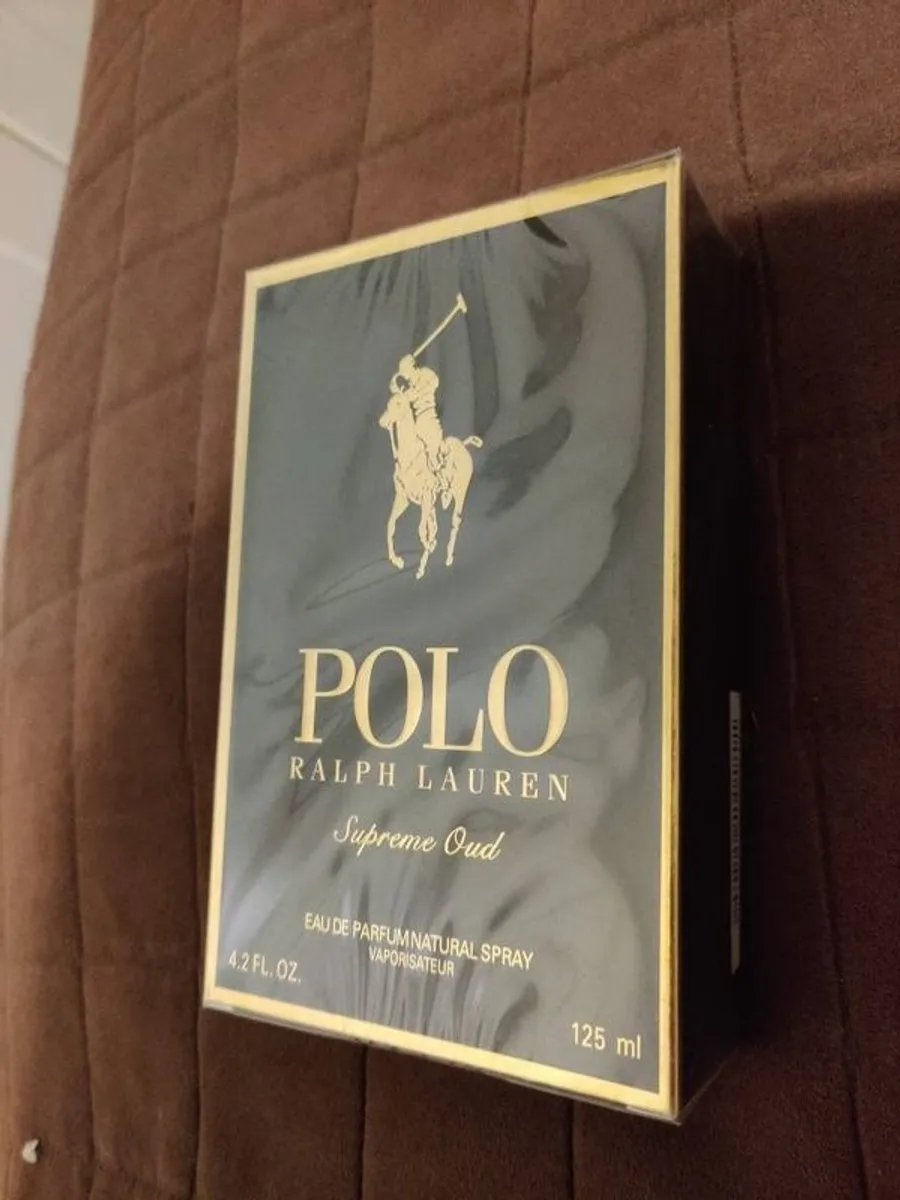 POLO
RALPH LAUREN
Supreme Oud
EAU DE PARFUM NATURAL SPRAY
VAPORISATEUR
4.2 FL. OZ.
125 ml